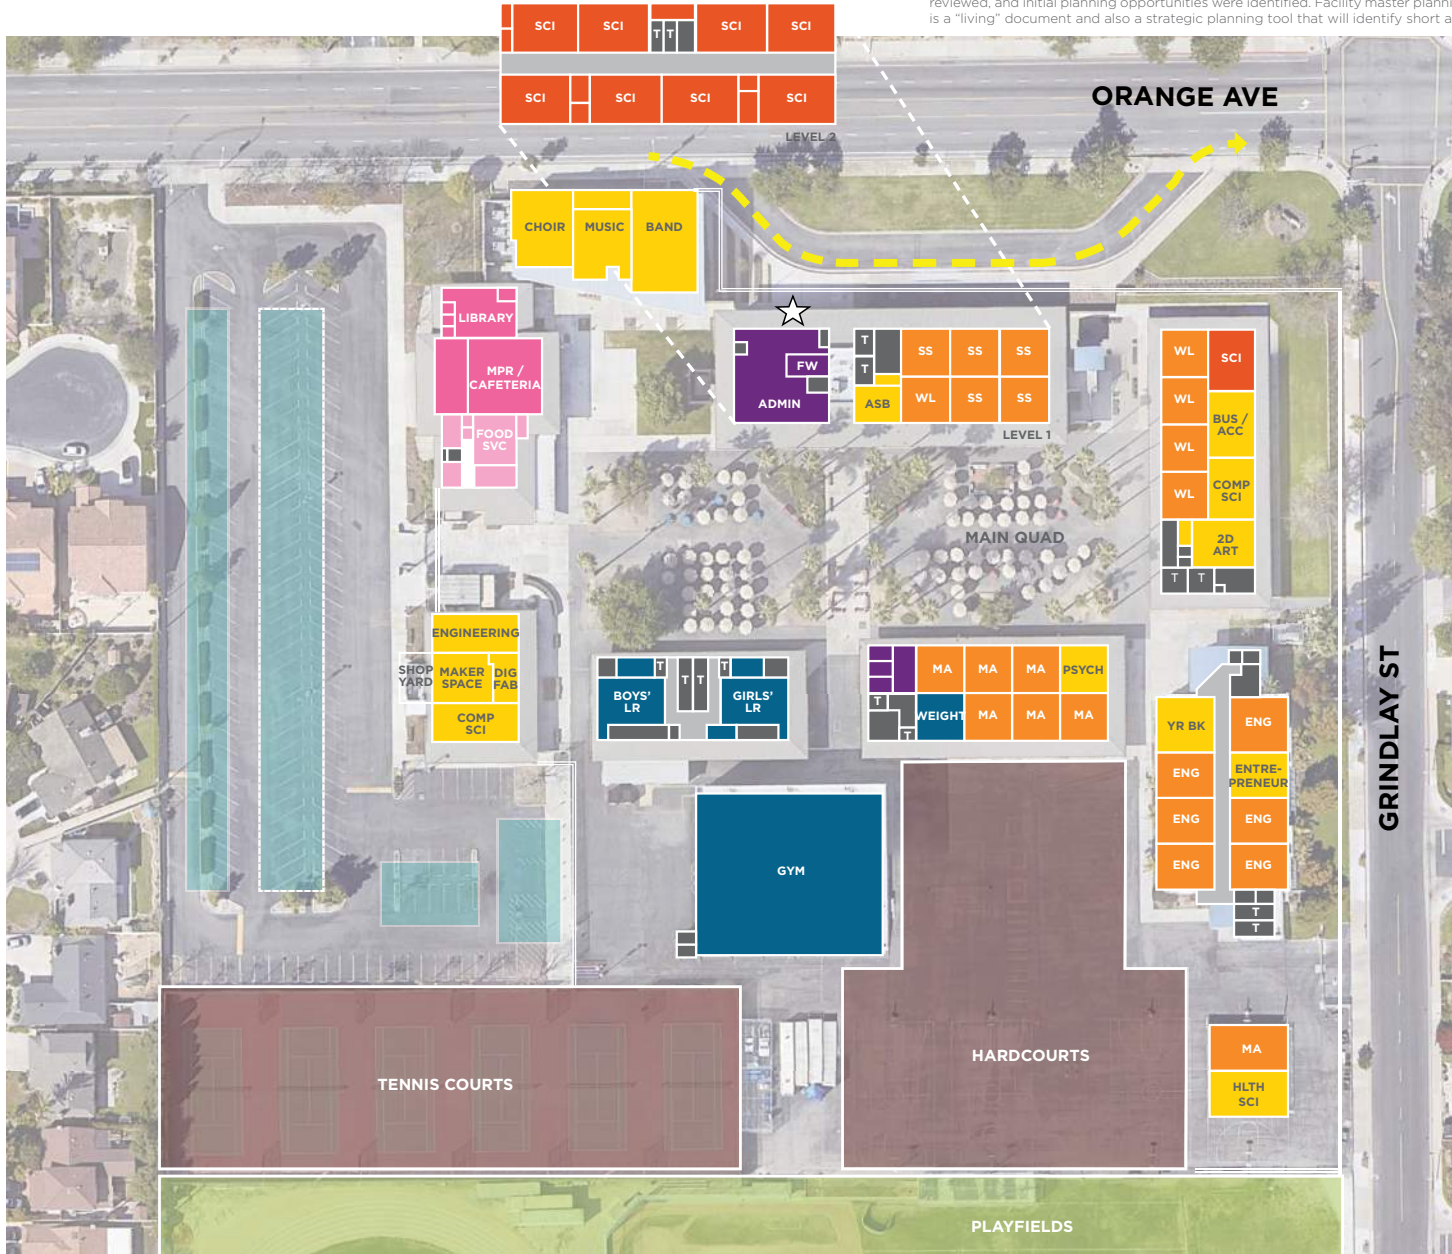 reviewed, and initial planning opportunities were identified. Facility master planni
is a “living” document and also a strategic planning tool that will identify short a
SCI SCI T T SCI SCI
SCI SCI SCI SCI
LEVEL 2
ORANGE AVE
CHOIR MUSIC BAND
LIBRARY
MPR /
CAFETERIA
FOOD
SVC
FW
ADMIN
T
T
ASB
SS SS SS
WL SS SS
LEVEL 1
WL SCI
WL
BUS /
ACC
WL
WL
COMP
SCI
2D
ART
T T
MAIN QUAD
ENGINEERING
SHOP
YARD
MAKER
SPACE
DIG
FAB
COMP
SCI
T T
T T
BOYS’
LR
GIRLS’
LR
MA MA MA PSYCH
T
WEIGHT MA MA MA
T
YR BK ENG
ENG
ENTRE-
PRENEUR
ENG ENG
ENG ENG
T
T
GRINDLAY ST
GYM
HARDCOURTS
TENNIS COURTS
MA
HLTH
SCI
PLAYFIELDS